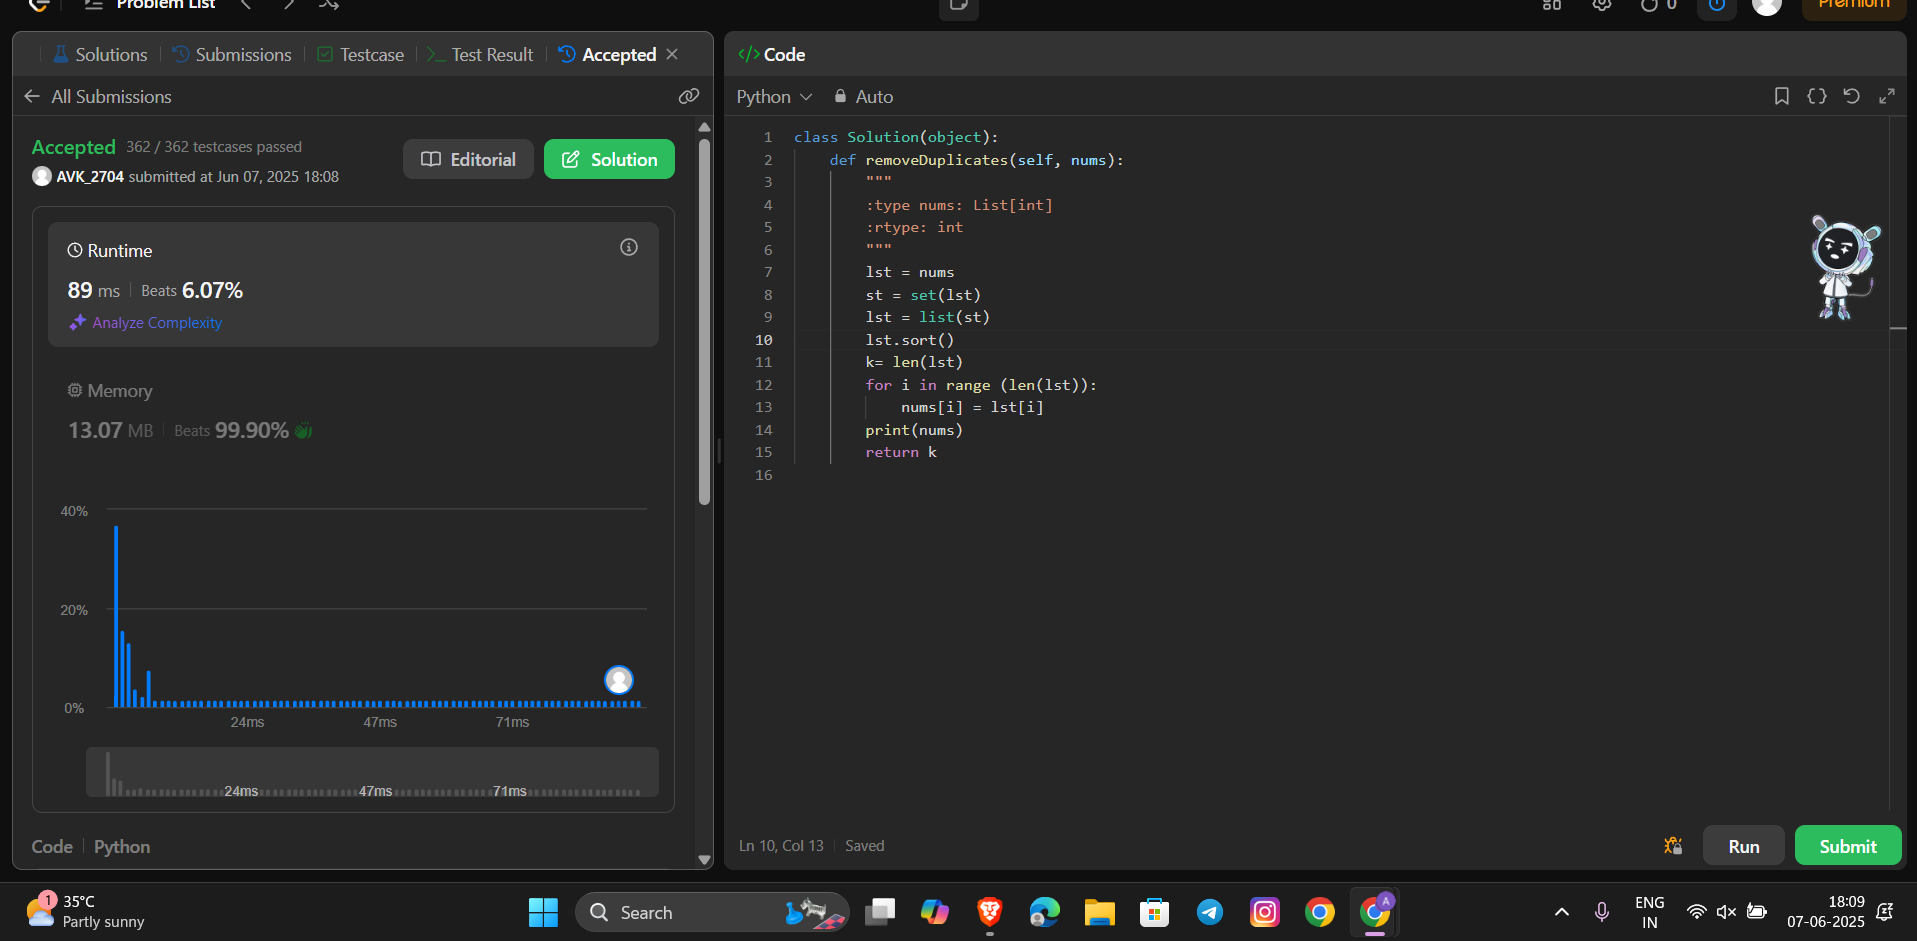 Problem List
0
Premium
Solutions
Submissions
Testcase
Test Result
Accepted
All Submissions
Accepted 362 / 362 testcases passed
AVK_2704 submitted at Jun 07, 2025 18:08
Editorial
Solution
Runtime
89 ms Beats 6.07%
Analyze Complexity
Memory
13.07 MB Beats 99.90%
40%
20%
0%
24ms 47ms 71ms
24ms 47ms 71ms
Code Python
</> Code
Python Auto
1 class Solution(object):
2 def removeDuplicates(self, nums):
3 """
4 :type nums: List[int]
5 :rtype: int
6 """
7 lst = nums
8 st = set(lst)
9 lst = list(st)
10 lst.sort()
11 k= len(lst)
12 for i in range (len(lst)):
13 nums[i] = lst[i]
14 print(nums)
15 return k
16
Ln 10, Col 13 Saved
Run
Submit
1
35°C
Partly sunny
Search
A
ENG
IN
18:09
07-06-2025